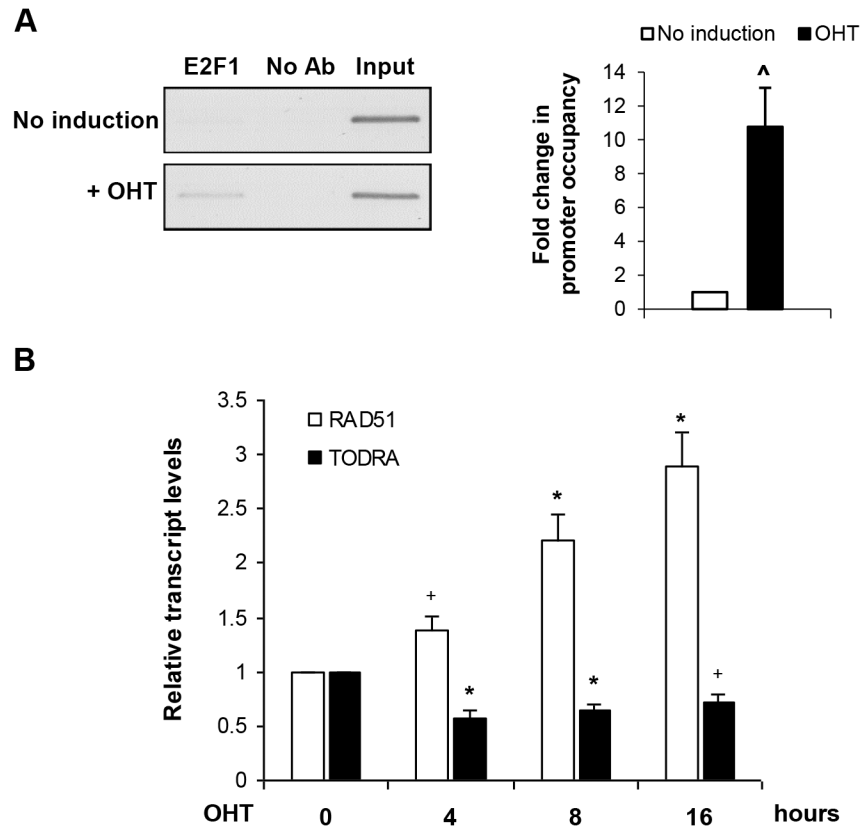 A
E2F1 No Ab Input
No induction
+ OHT
No induction OHT
Fold change in
promoter occupancy
14
12
10
8
6
4
2
0
^
B
Relative transcript levels
3.5
3
2.5
2
1.5
1
0.5
0
RAD51
TODRA
+ * * * * +
OHT 0 4 8 16 hours